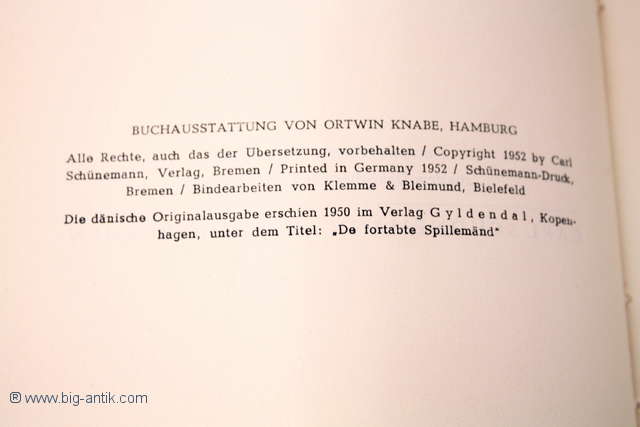 BUCHAUSSTATTUNG VON ORTWIN KNABE, HAMBURG
Alle Rechte, auch das der Übersetzung, vorbehalten / Copyright 1952 by Carl
Schünemann, Verlag, Bremen / Printed in Germany 1952 / Schünemann-Druck,
Bremen / Bindearbeiten von Klemme & Bleimund, Bielefeld
Die dänische Originalausgabe erschien 1950 im Verlag Gyldendal, Kopen-
hagen, unter dem Titel: „De fortabte Spillemänd"
® www.big-antik.com